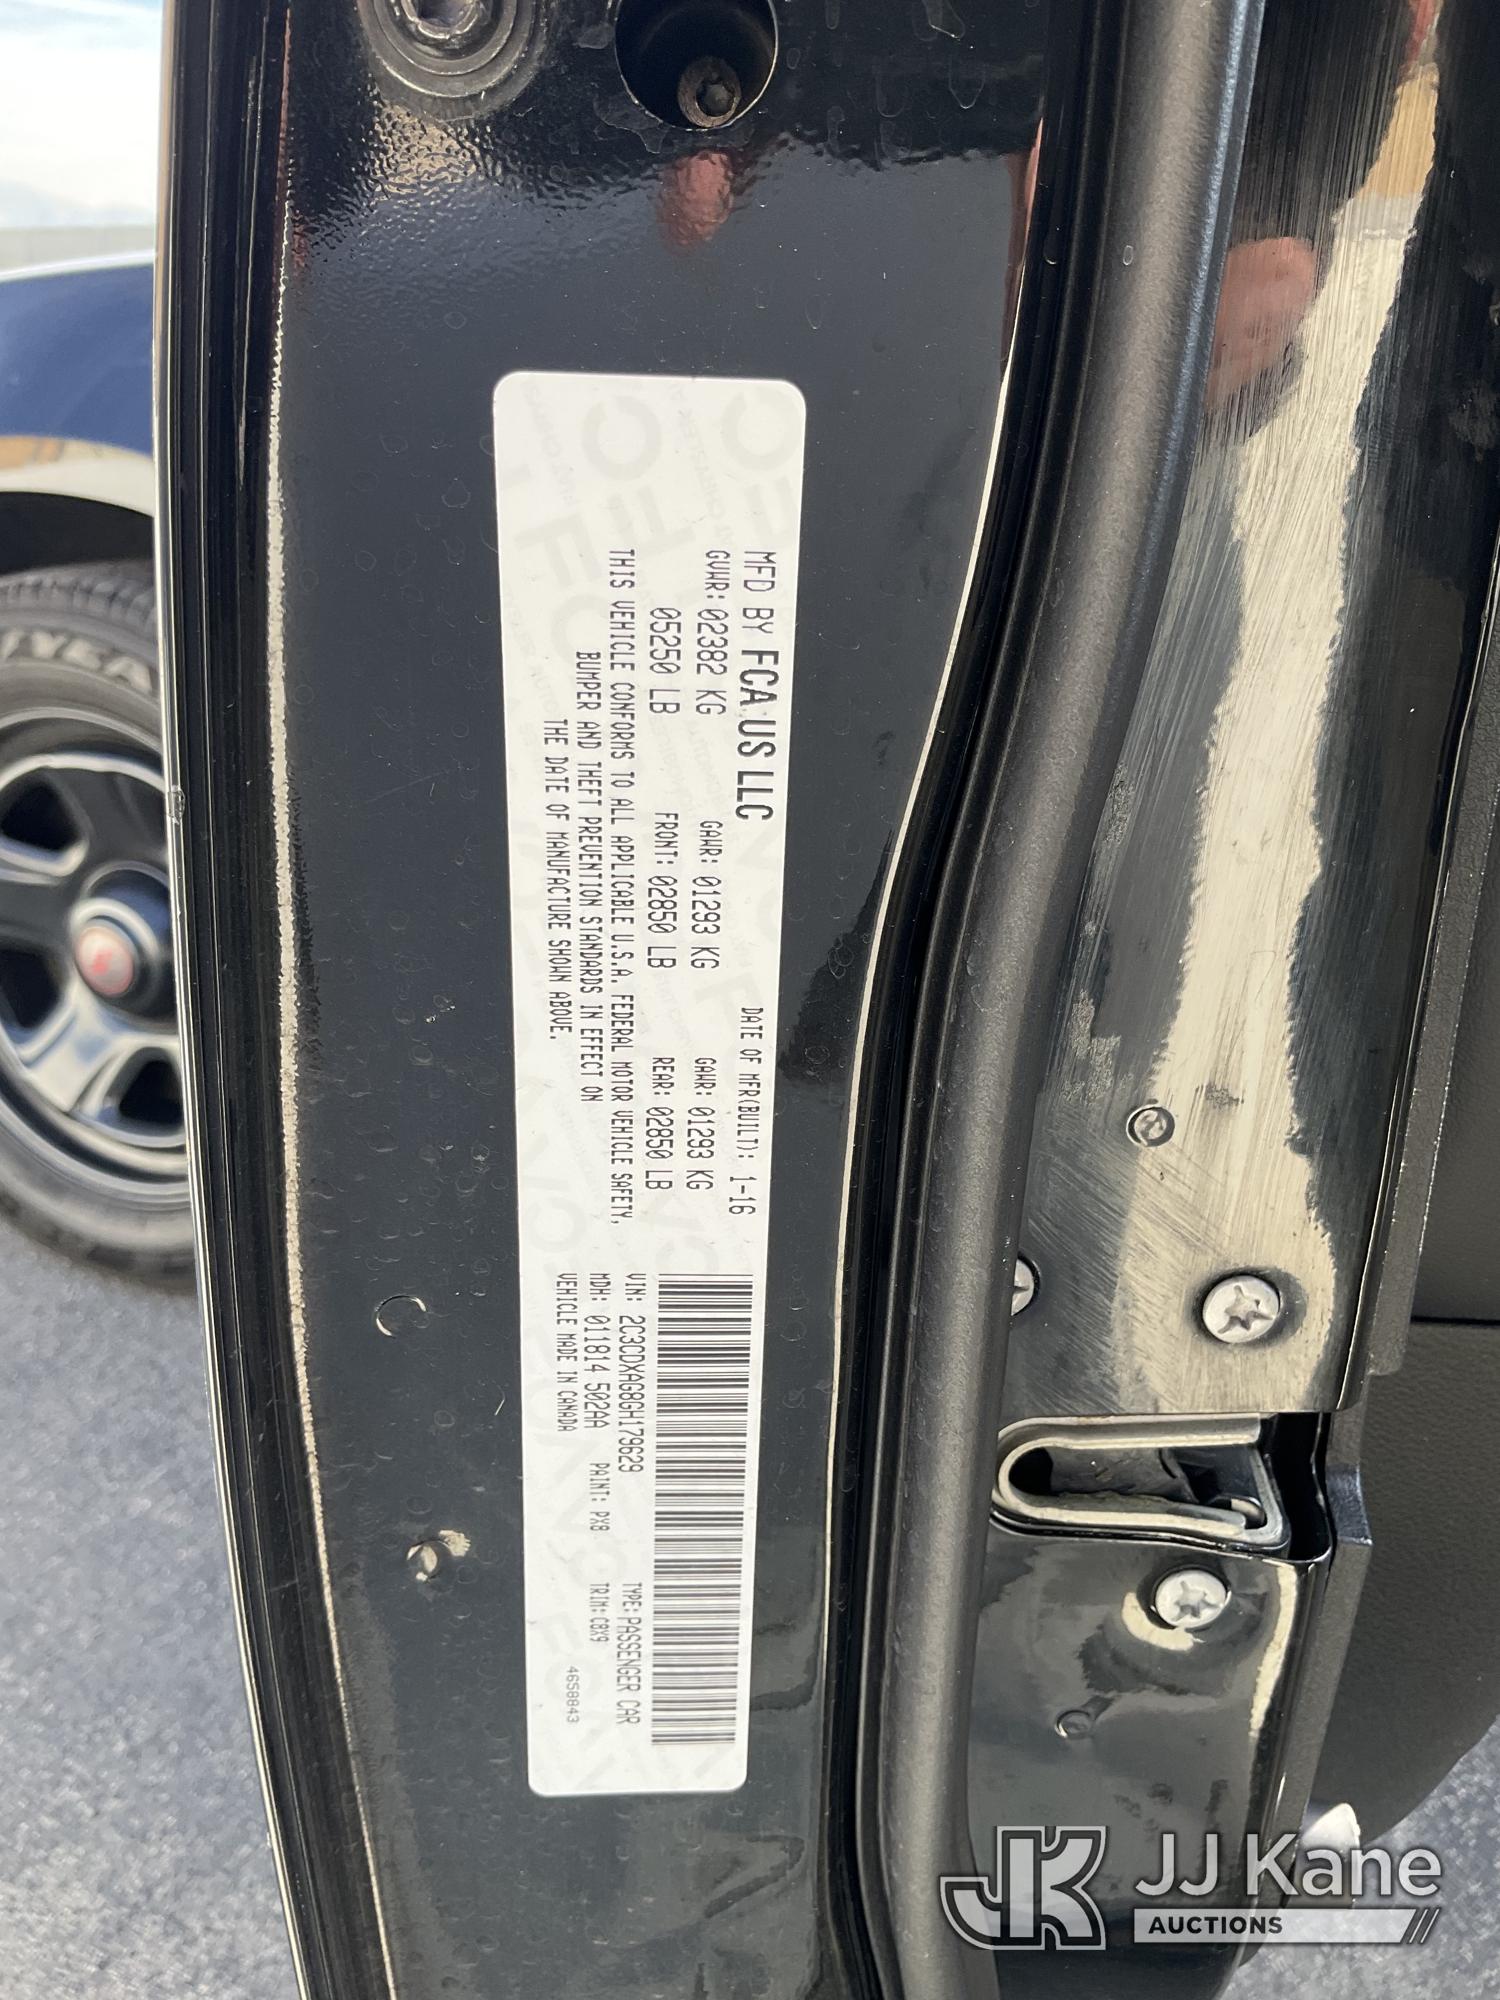 MFD BY FCA US LLC
DATE OF MFR(BUILT): 1-16
GVWR: 02382 KG
GAWR: 01293 KG
GAWR: 01293 KG
05250 LB
FRONT: 02850 LB
REAR: 02850 LB
THIS VEHICLE CONFORMS TO ALL APPLICABLE U.S.A. FEDERAL MOTOR VEHICLE SAFETY,
BUMPER AND THEFT PREVENTION STANDARDS IN EFFECT ON
THE DATE OF MANUFACTURE SHOWN ABOVE.
VIN: 2C3CDXAG8GH179629
TYPE: PASSENGER CAR
MDH: 011814 502AA
PAINT: PX8
TRIM: C8X9
VEHICLE MADE IN CANADA
4658843
JK
JJ Kane
AUCTIONS